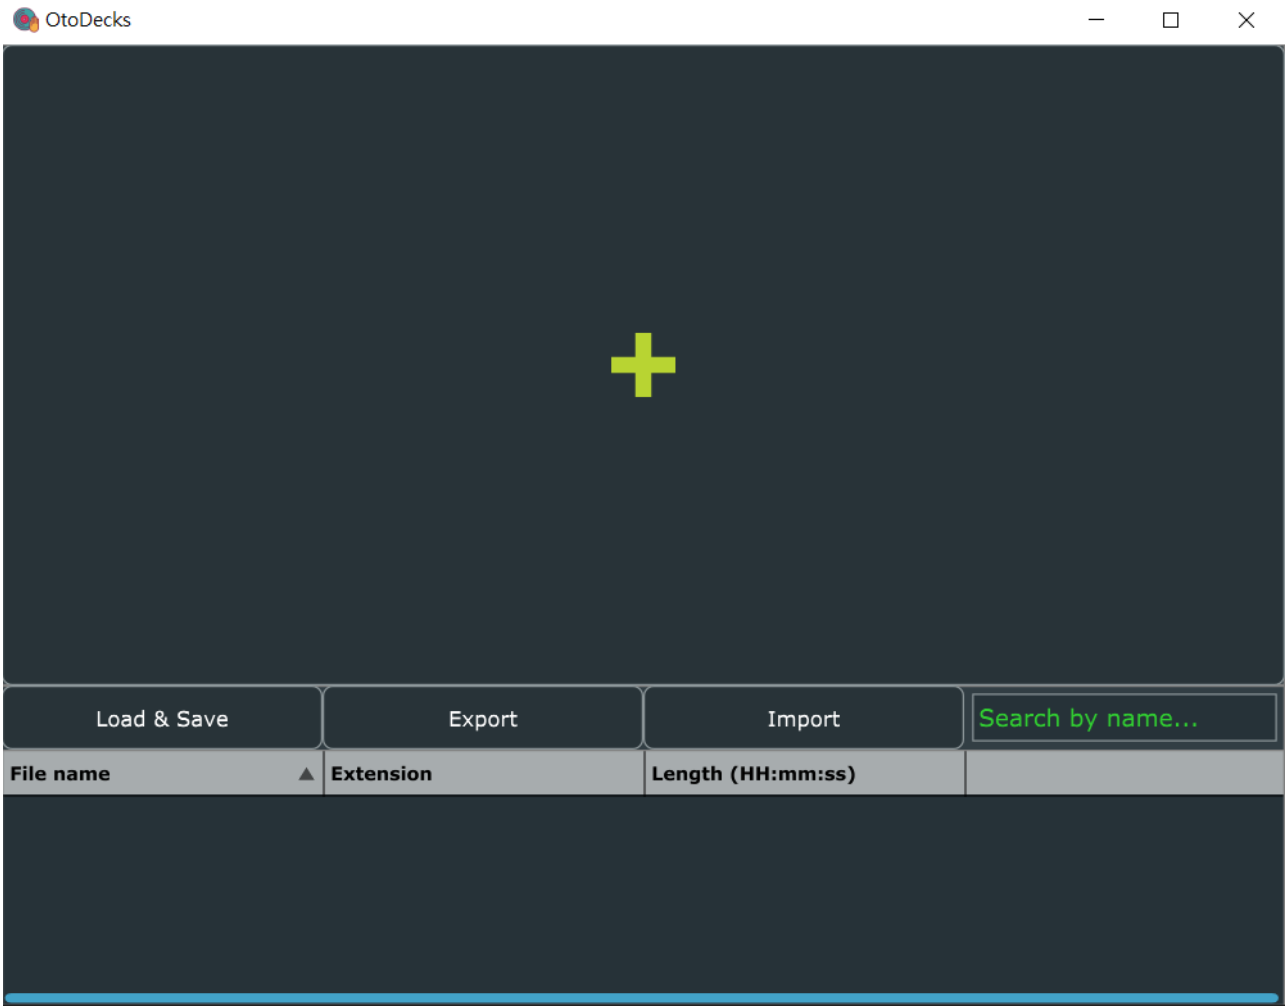 OtoDecks
Load & Save
Export
Import
Search by name...
File name
Extension
Length (HH:mm:ss)